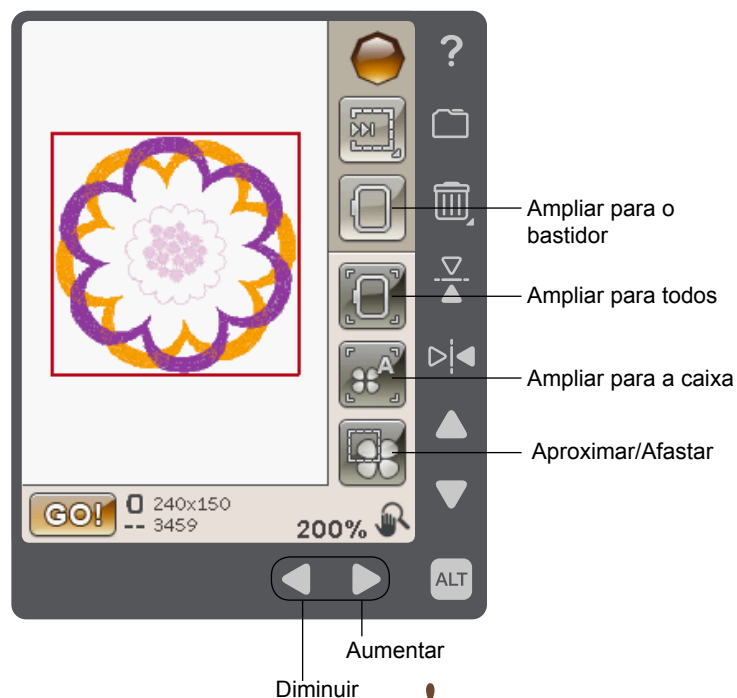 ?
Ampliar para o
bastidor
Ampliar para todos
A
Ampliar para a caixa
Aproximar/Afastar
GO!
240x150
-- 3459
200%
ALT
Aumentar
Diminuir